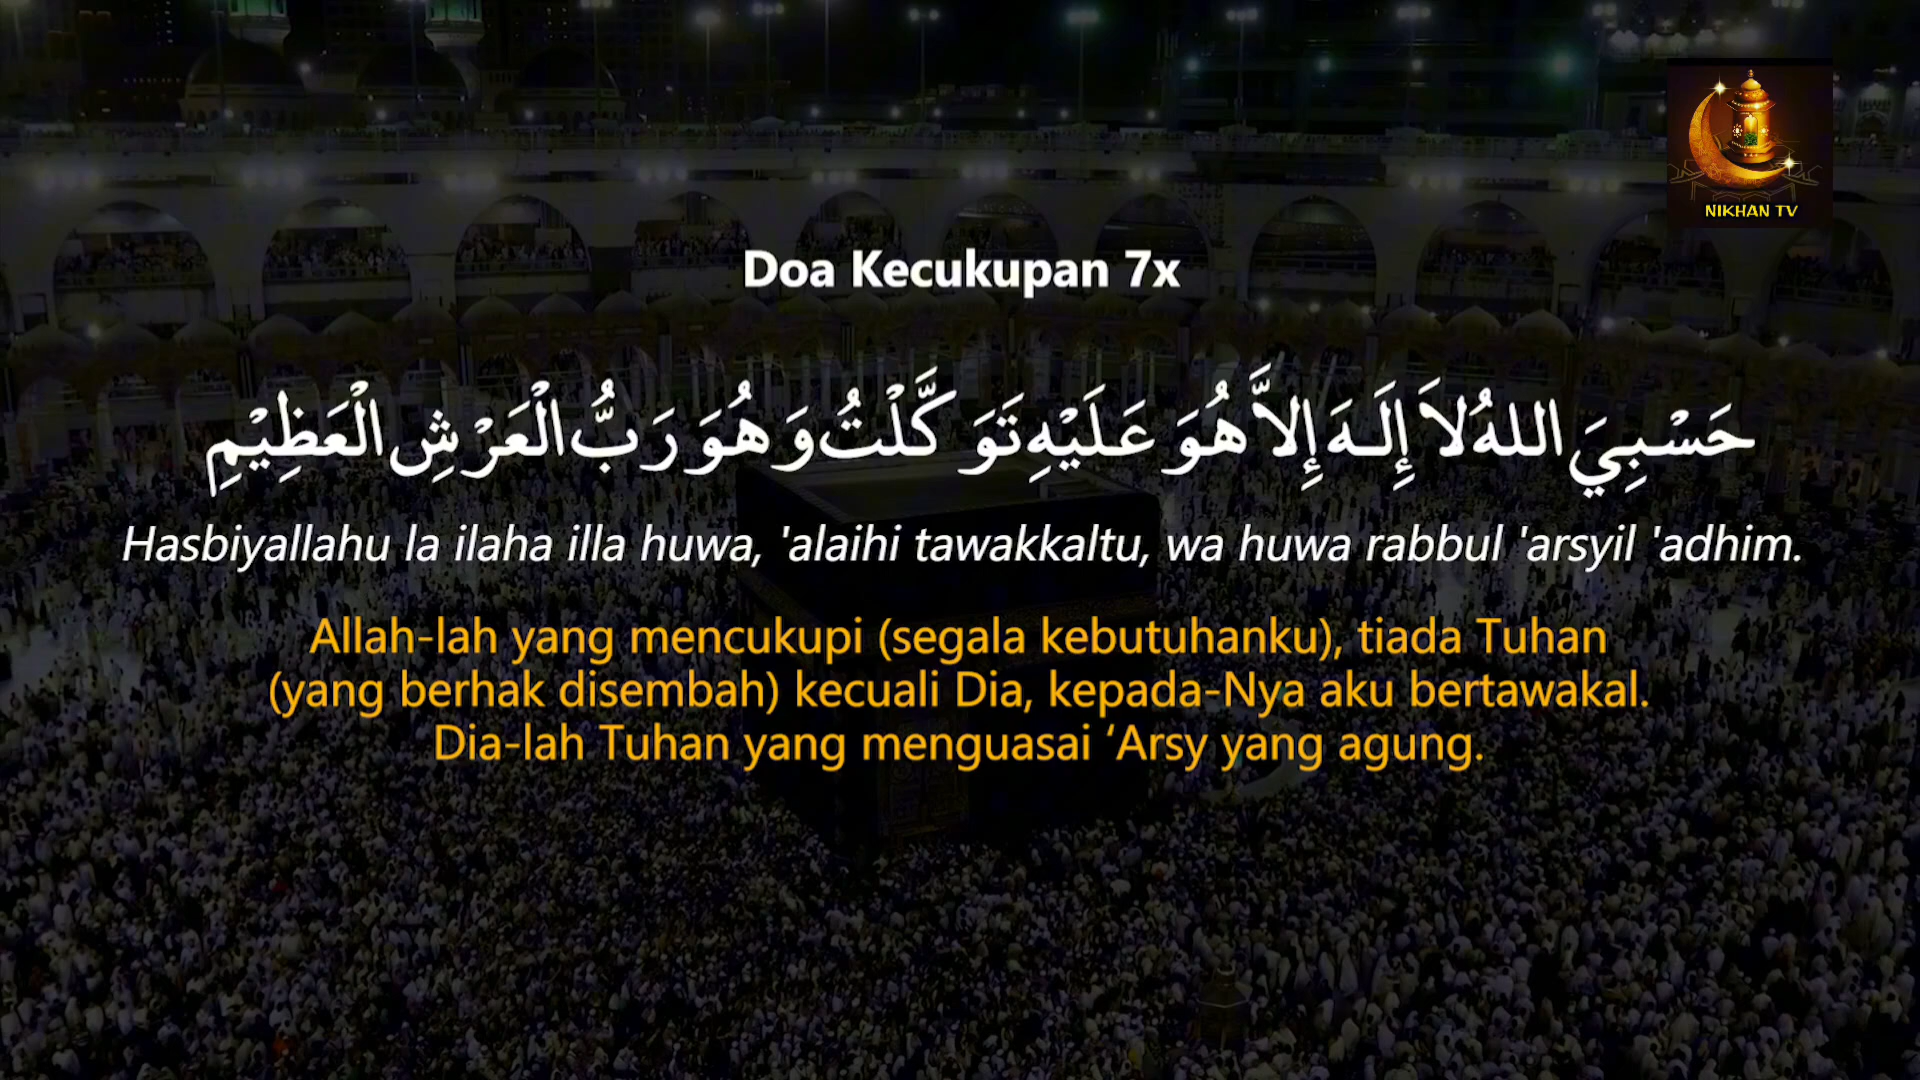 NIKHAN TV
Doa Kecukupan 7x
حَسْبِيَ اللهُ لاَ إِلَـهَ إِلاَّ هُوَ عَلَيْهِ تَوَكَّلْتُ وَهُوَ رَبُّ الْعَرْشِ الْعَظِيْمِ
Hasbiyallahu la ilaha illa huwa, 'alaihi tawakkaltu, wa huwa rabbul 'arsyil 'adhim.
Allah-lah yang mencukupi (segala kebutuhanku), tiada Tuhan
(yang berhak disembah) kecuali Dia, kepada-Nya aku bertawakal.
Dia-lah Tuhan yang menguasai ‘Arsy yang agung.